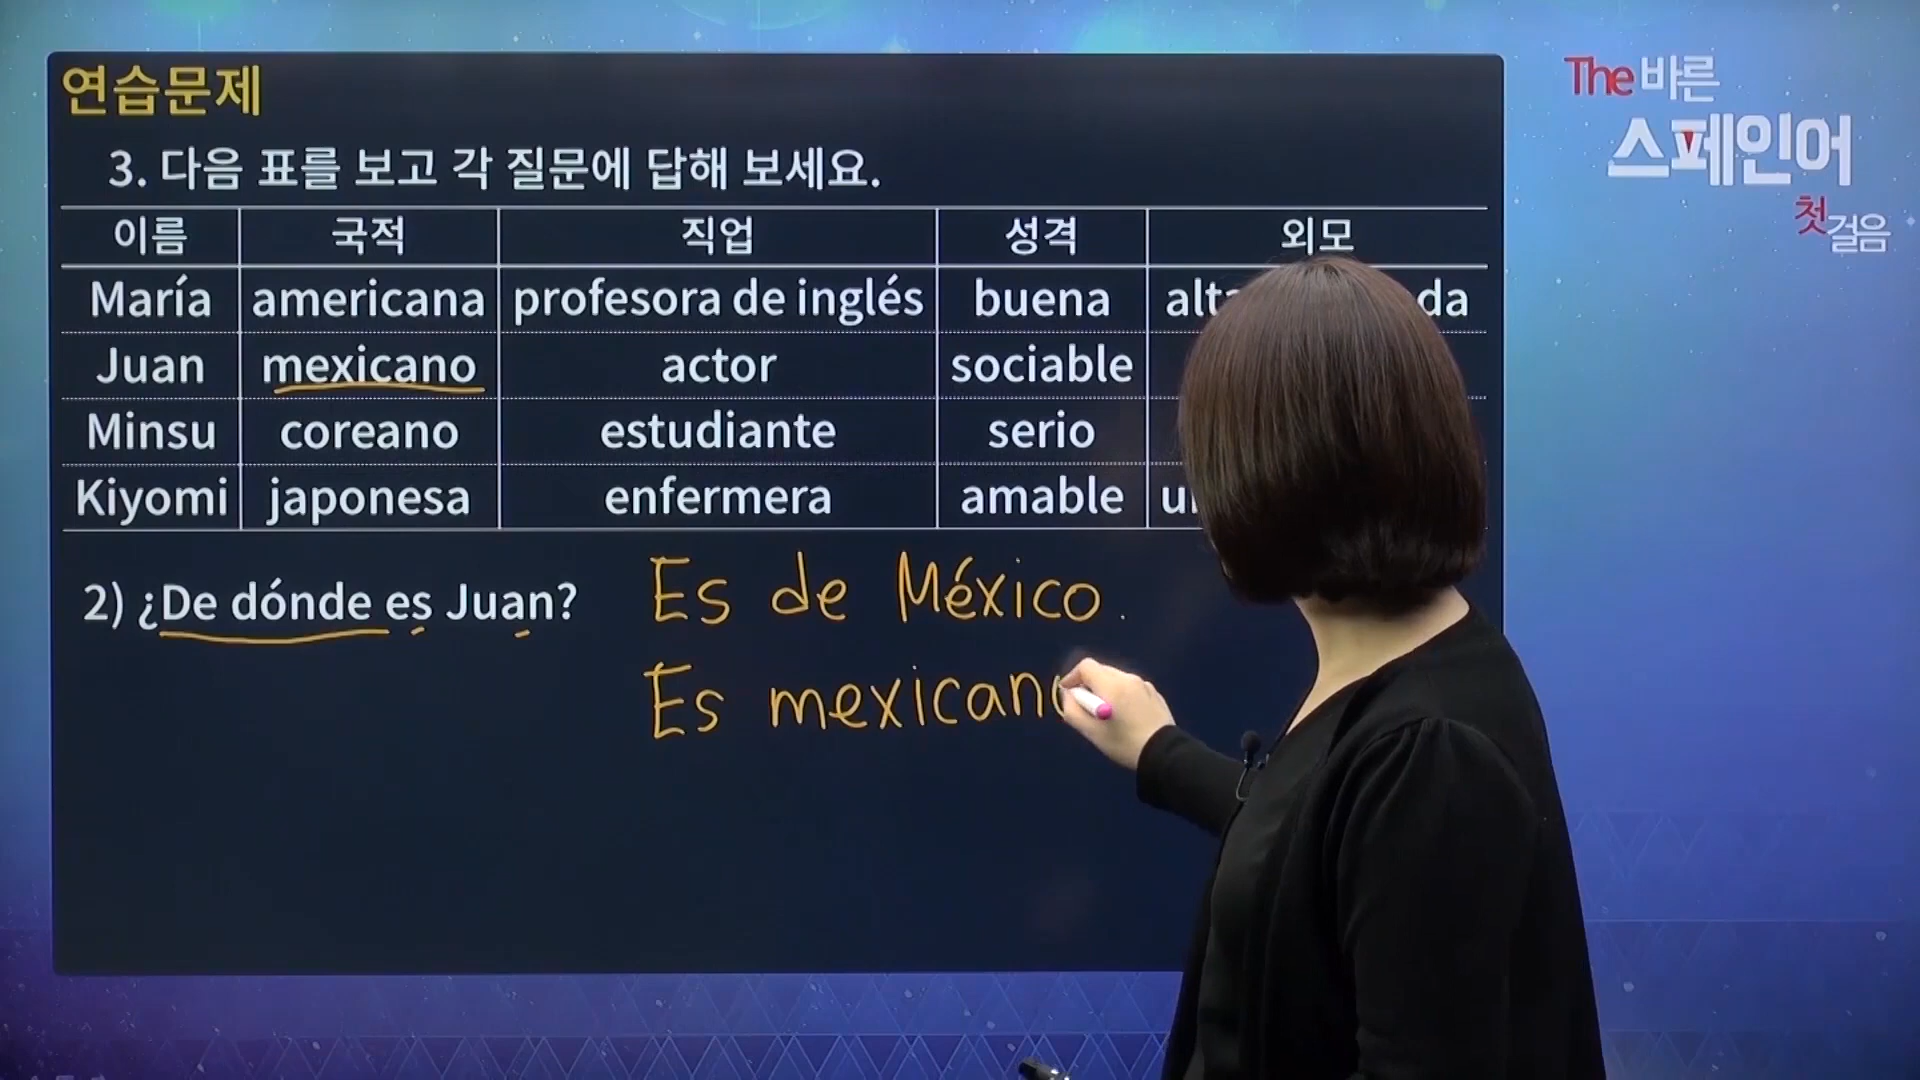 연습문제
3. 다음 표를 보고 각 질문에 답해 보세요.
이름 국적 직업 성격 외모
María americana profesora de inglés buena
Juan mexicano actor sociable
Minsu coreano estudiante serio
Kiyomi japonesa enfermera amable
2) ¿De dónde es Juan? Es de México.
Es mexicano
The 바른
스페인어
첫걸음